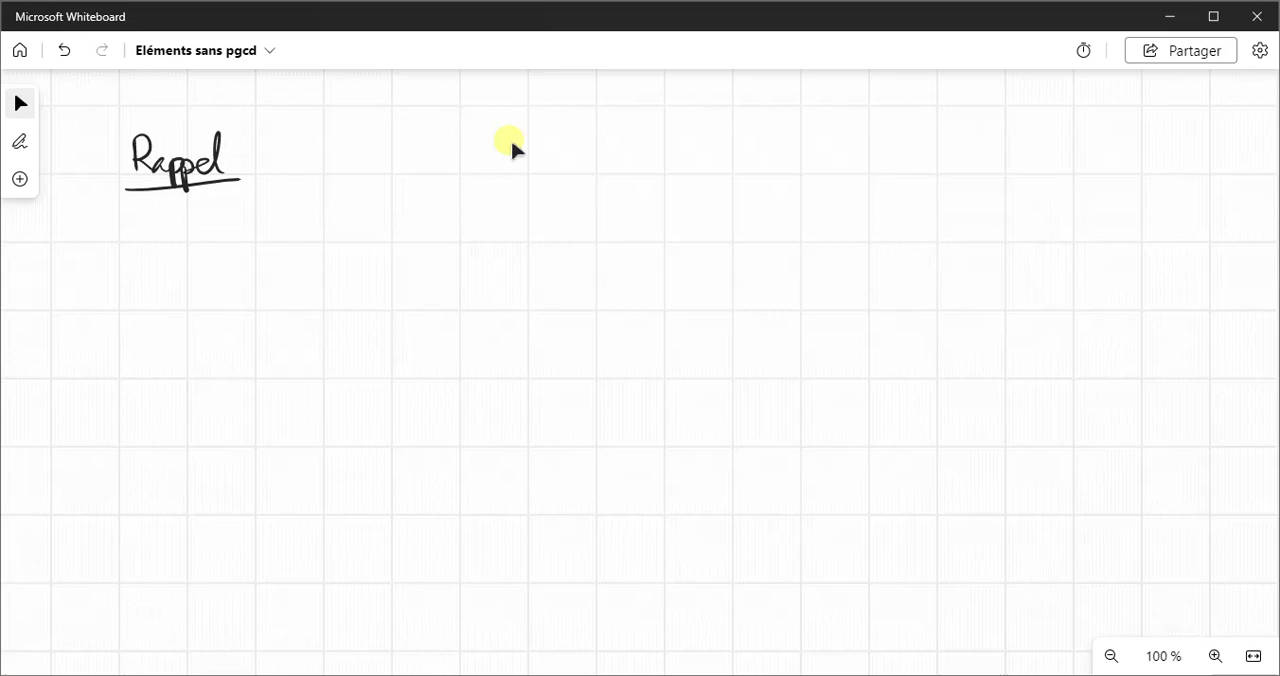 Microsoft Whiteboard
Eléments sans pgcd
Partager
Rappel
100 %